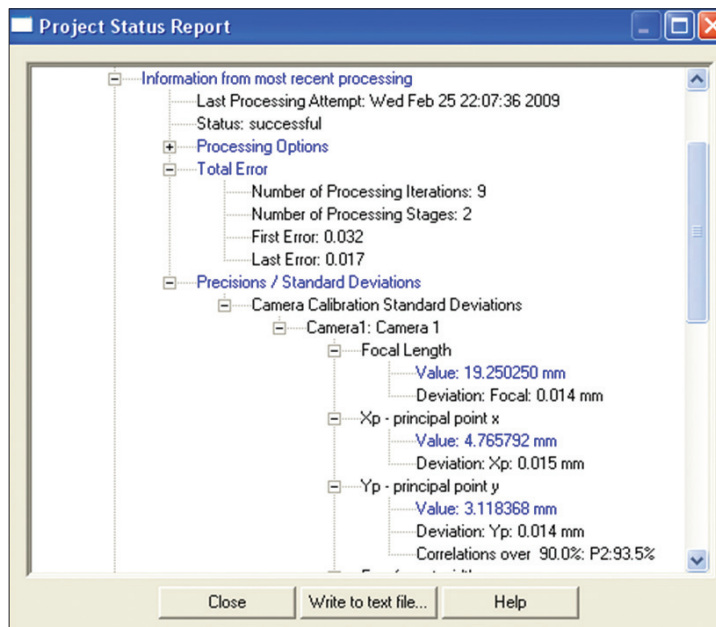 Project Status Report
Information from most recent processing
Last Processing Attempt: Wed Feb 25 22:07:36 2009
Status: successful
Processing Options
Total Error
Number of Processing Iterations: 9
Number of Processing Stages: 2
First Error: 0.032
Last Error: 0.017
Precisions / Standard Deviations
Camera Calibration Standard Deviations
Camera1: Camera 1
Focal Length
Value: 19.250250 mm
Deviation: Focal: 0.014 mm
Xp - principal point x
Value: 4.765792 mm
Deviation: Xp: 0.015 mm
Yp - principal point y
Value: 3.118368 mm
Deviation: Yp: 0.014 mm
Correlations over 90.0%: P2:93.5%
Close
Write to text file...
Help